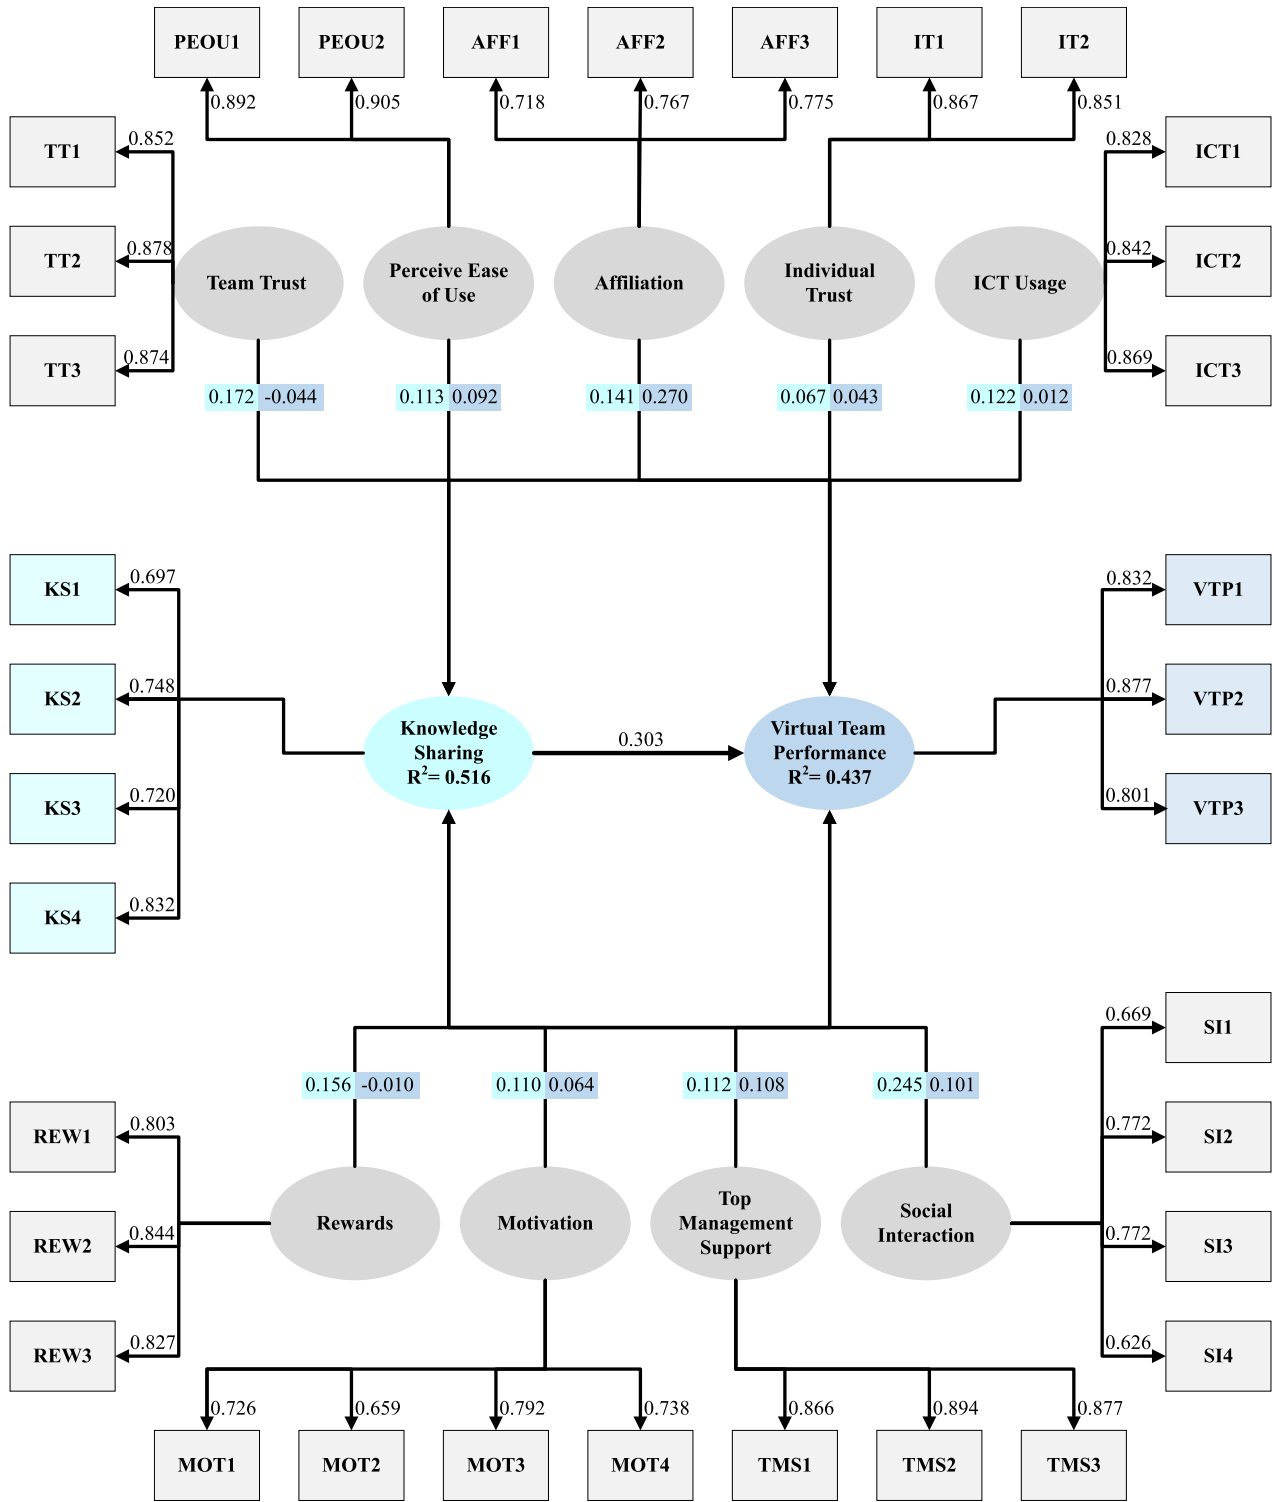 PEOU1
PEOU2
AFF1
AFF2
AFF3
IT1
IT2
0.892
0.905
0.718
0.767
0.775
0.867
0.851
TT1
0.852
0.828
ICT1
TT2
0.878
0.842
ICT2
TT3
0.874
0.869
ICT3
Team Trust
Perceive Ease
of Use
Affiliation
Individual
Trust
ICT Usage
0.172 -0.044
0.113 0.092
0.141 0.270
0.067 0.043
0.122 0.012
KS1
0.697
0.832
VTP1
KS2
0.748
0.877
VTP2
KS3
0.720
0.801
VTP3
KS4
0.832
Knowledge
Sharing
R²= 0.516
0.303
Virtual Team
Performance
R²= 0.437
0.156 -0.010
0.110 0.064
0.112 0.108
0.245 0.101
0.669
SI1
REW1
0.803
0.772
SI2
REW2
0.844
0.772
SI3
REW3
0.827
0.626
SI4
Rewards
Motivation
Top
Management
Support
Social
Interaction
0.726
0.659
0.792
0.738
0.866
0.894
0.877
MOT1
MOT2
MOT3
MOT4
TMS1
TMS2
TMS3